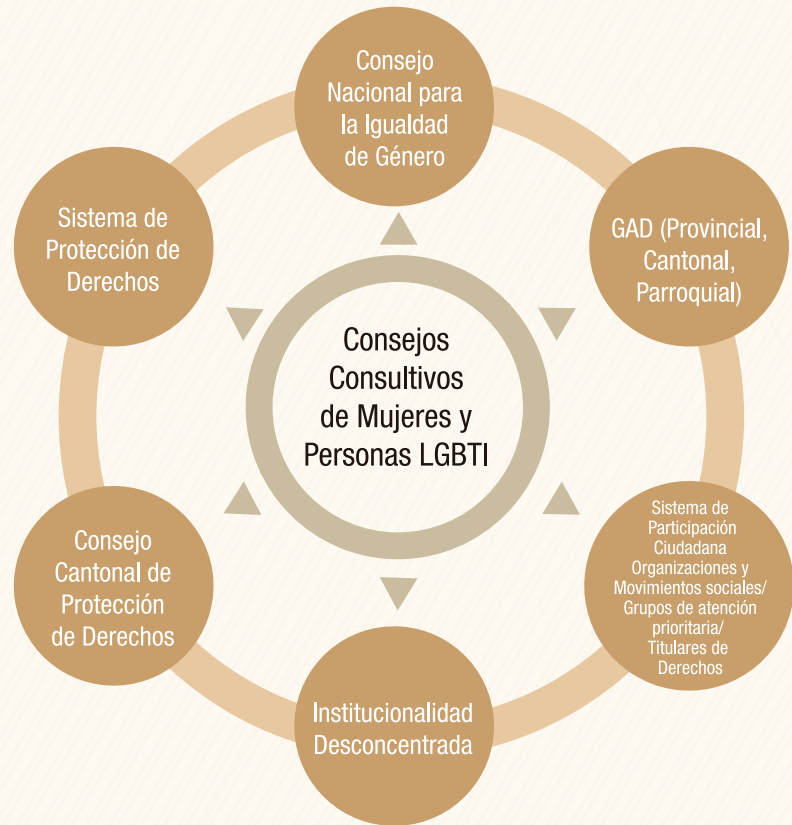 Consejo
Nacional para
la Igualdad
de Género
Sistema de
Protección de
Derechos
GAD (Provincial,
Cantonal,
Parroquial)
Consejos
Consultivos
de Mujeres y
Personas LGBTI
Consejo
Cantonal de
Protección
de Derechos
Sistema de
Participación
Ciudadana
Organizaciones y
Movimientos sociales/
Grupos de atención
prioritaria/
Titulares de
Derechos
Institucionalidad
Desconcentrada